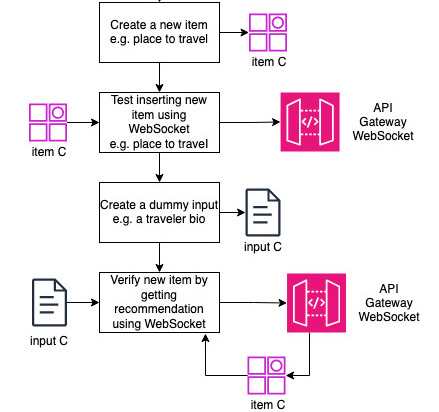 Create a new item
e.g. place to travel
item C
Test inserting new
item using
WebSocket
e.g. place to travel
item C
API
Gateway
WebSocket
Create a dummy input
e.g. a traveler bio
input C
Verify new item by
getting
recommendation
using WebSocket
input C
API
Gateway
WebSocket
item C